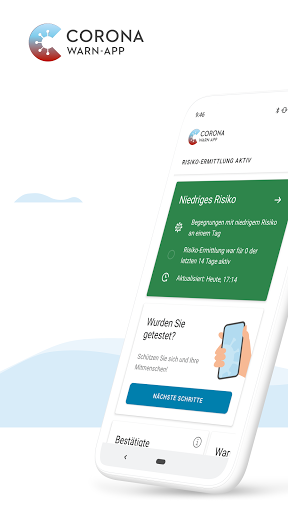 CORONA
WARN-APP
9:46
CORONA
WARN-APP
RISIKO-ERMITTLUNG AKTIV
Niedriges Risiko
Begegnungen mit niedrigem Risiko
an einem Tag
Risiko-Ermittlung war für 0 der
letzten 14 Tage aktiv
Aktualisiert: Heute, 17:14
Wurden Sie
getestet?
Schützen Sie sich und Ihre
Mitmenschen!
NÄCHSTE SCHRITTE
Bestätigte
War